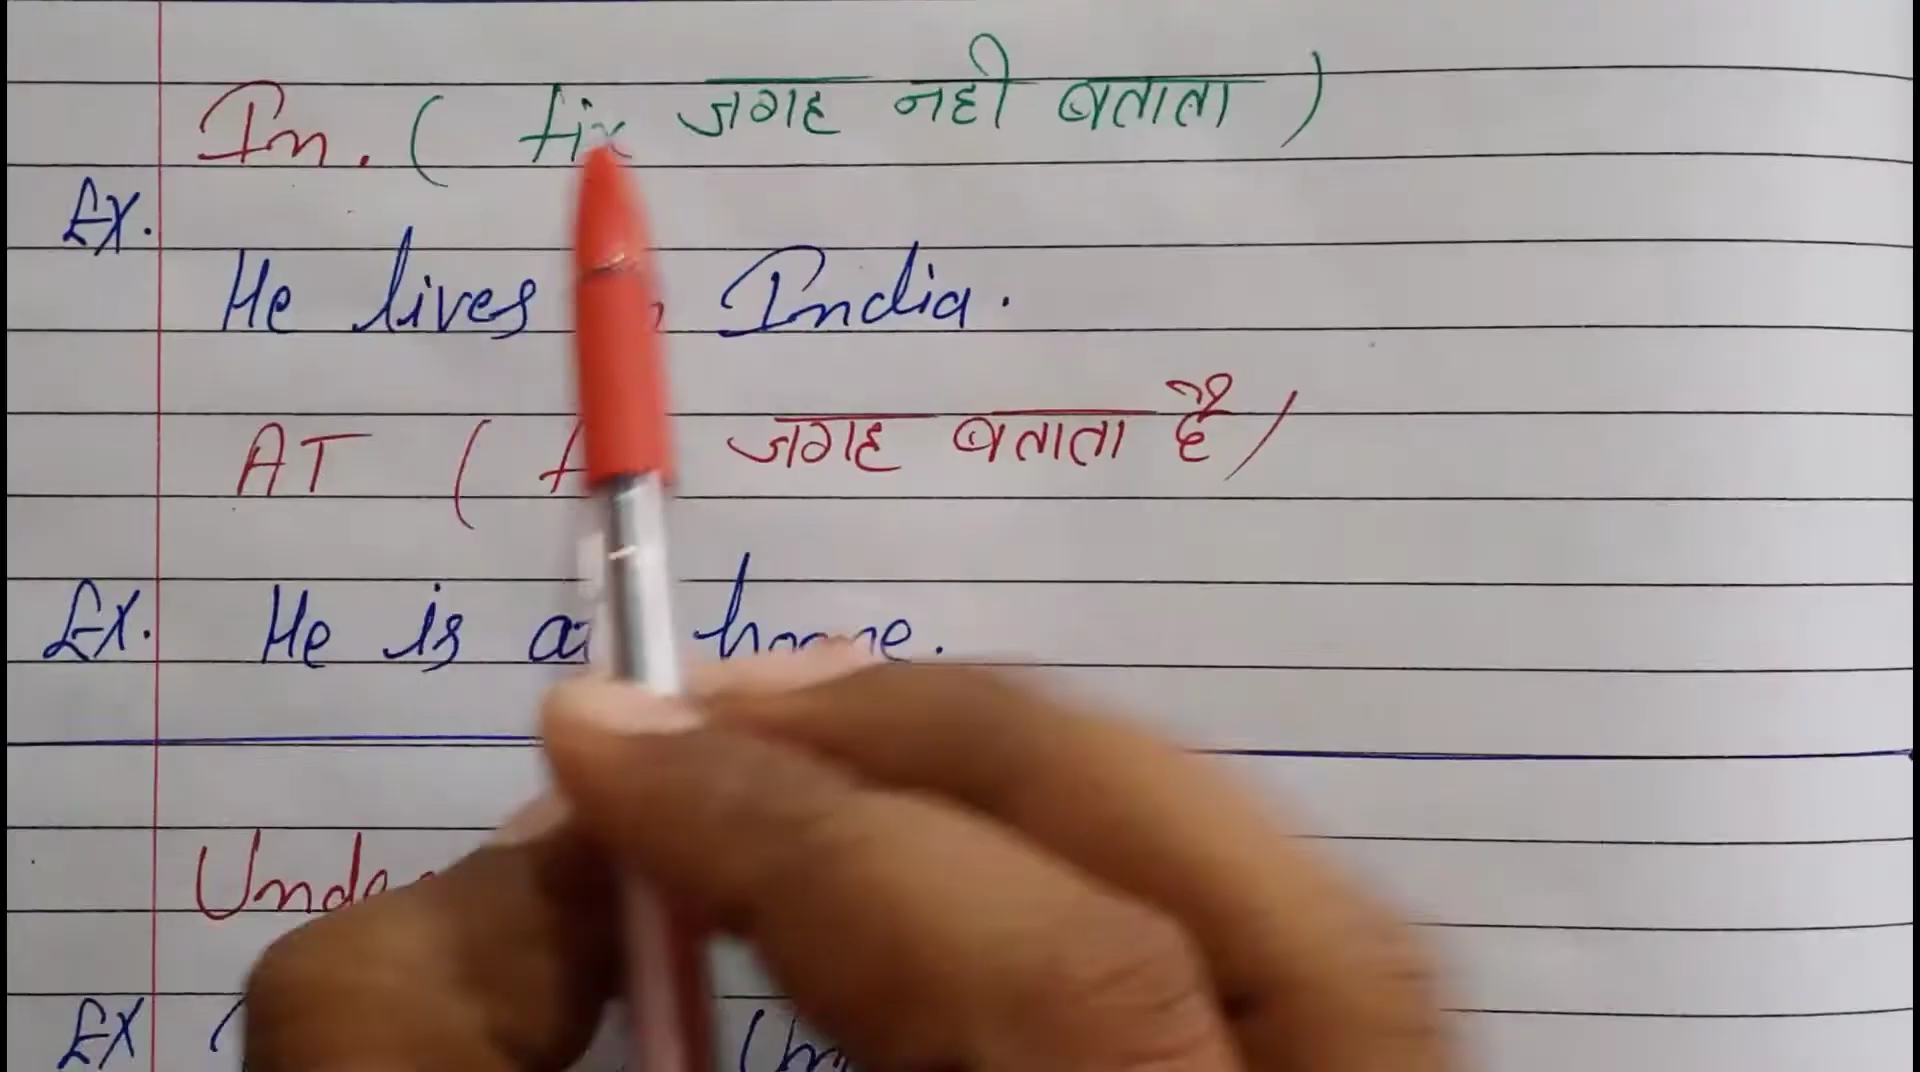 In. ( fix जगह नही बताता )
Ex.
He lives India.
AT ( जगह बताता है )
Ex. He is home.
Ex